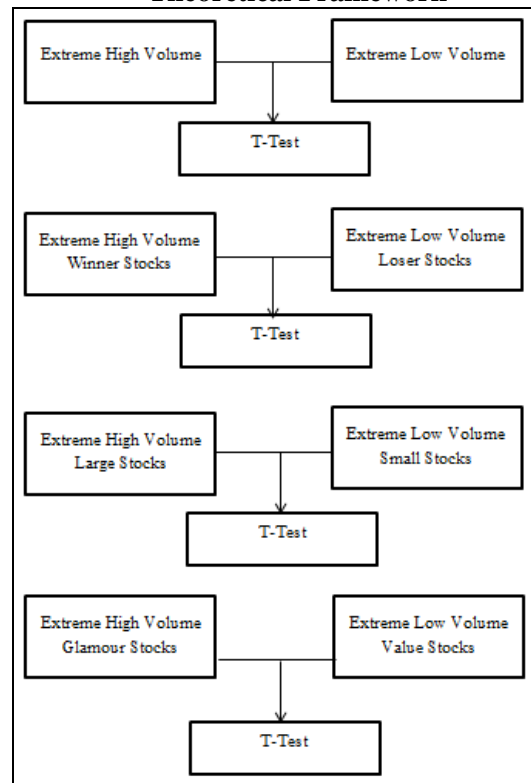 Theoretical Framework
Extreme High Volume
Extreme Low Volume
T-Test
Extreme High Volume
Winner Stocks
Extreme Low Volume
Loser Stocks
T-Test
Extreme High Volume
Large Stocks
Extreme Low Volume
Small Stocks
T-Test
Extreme High Volume
Glamour Stocks
Extreme Low Volume
Value Stocks
T-Test